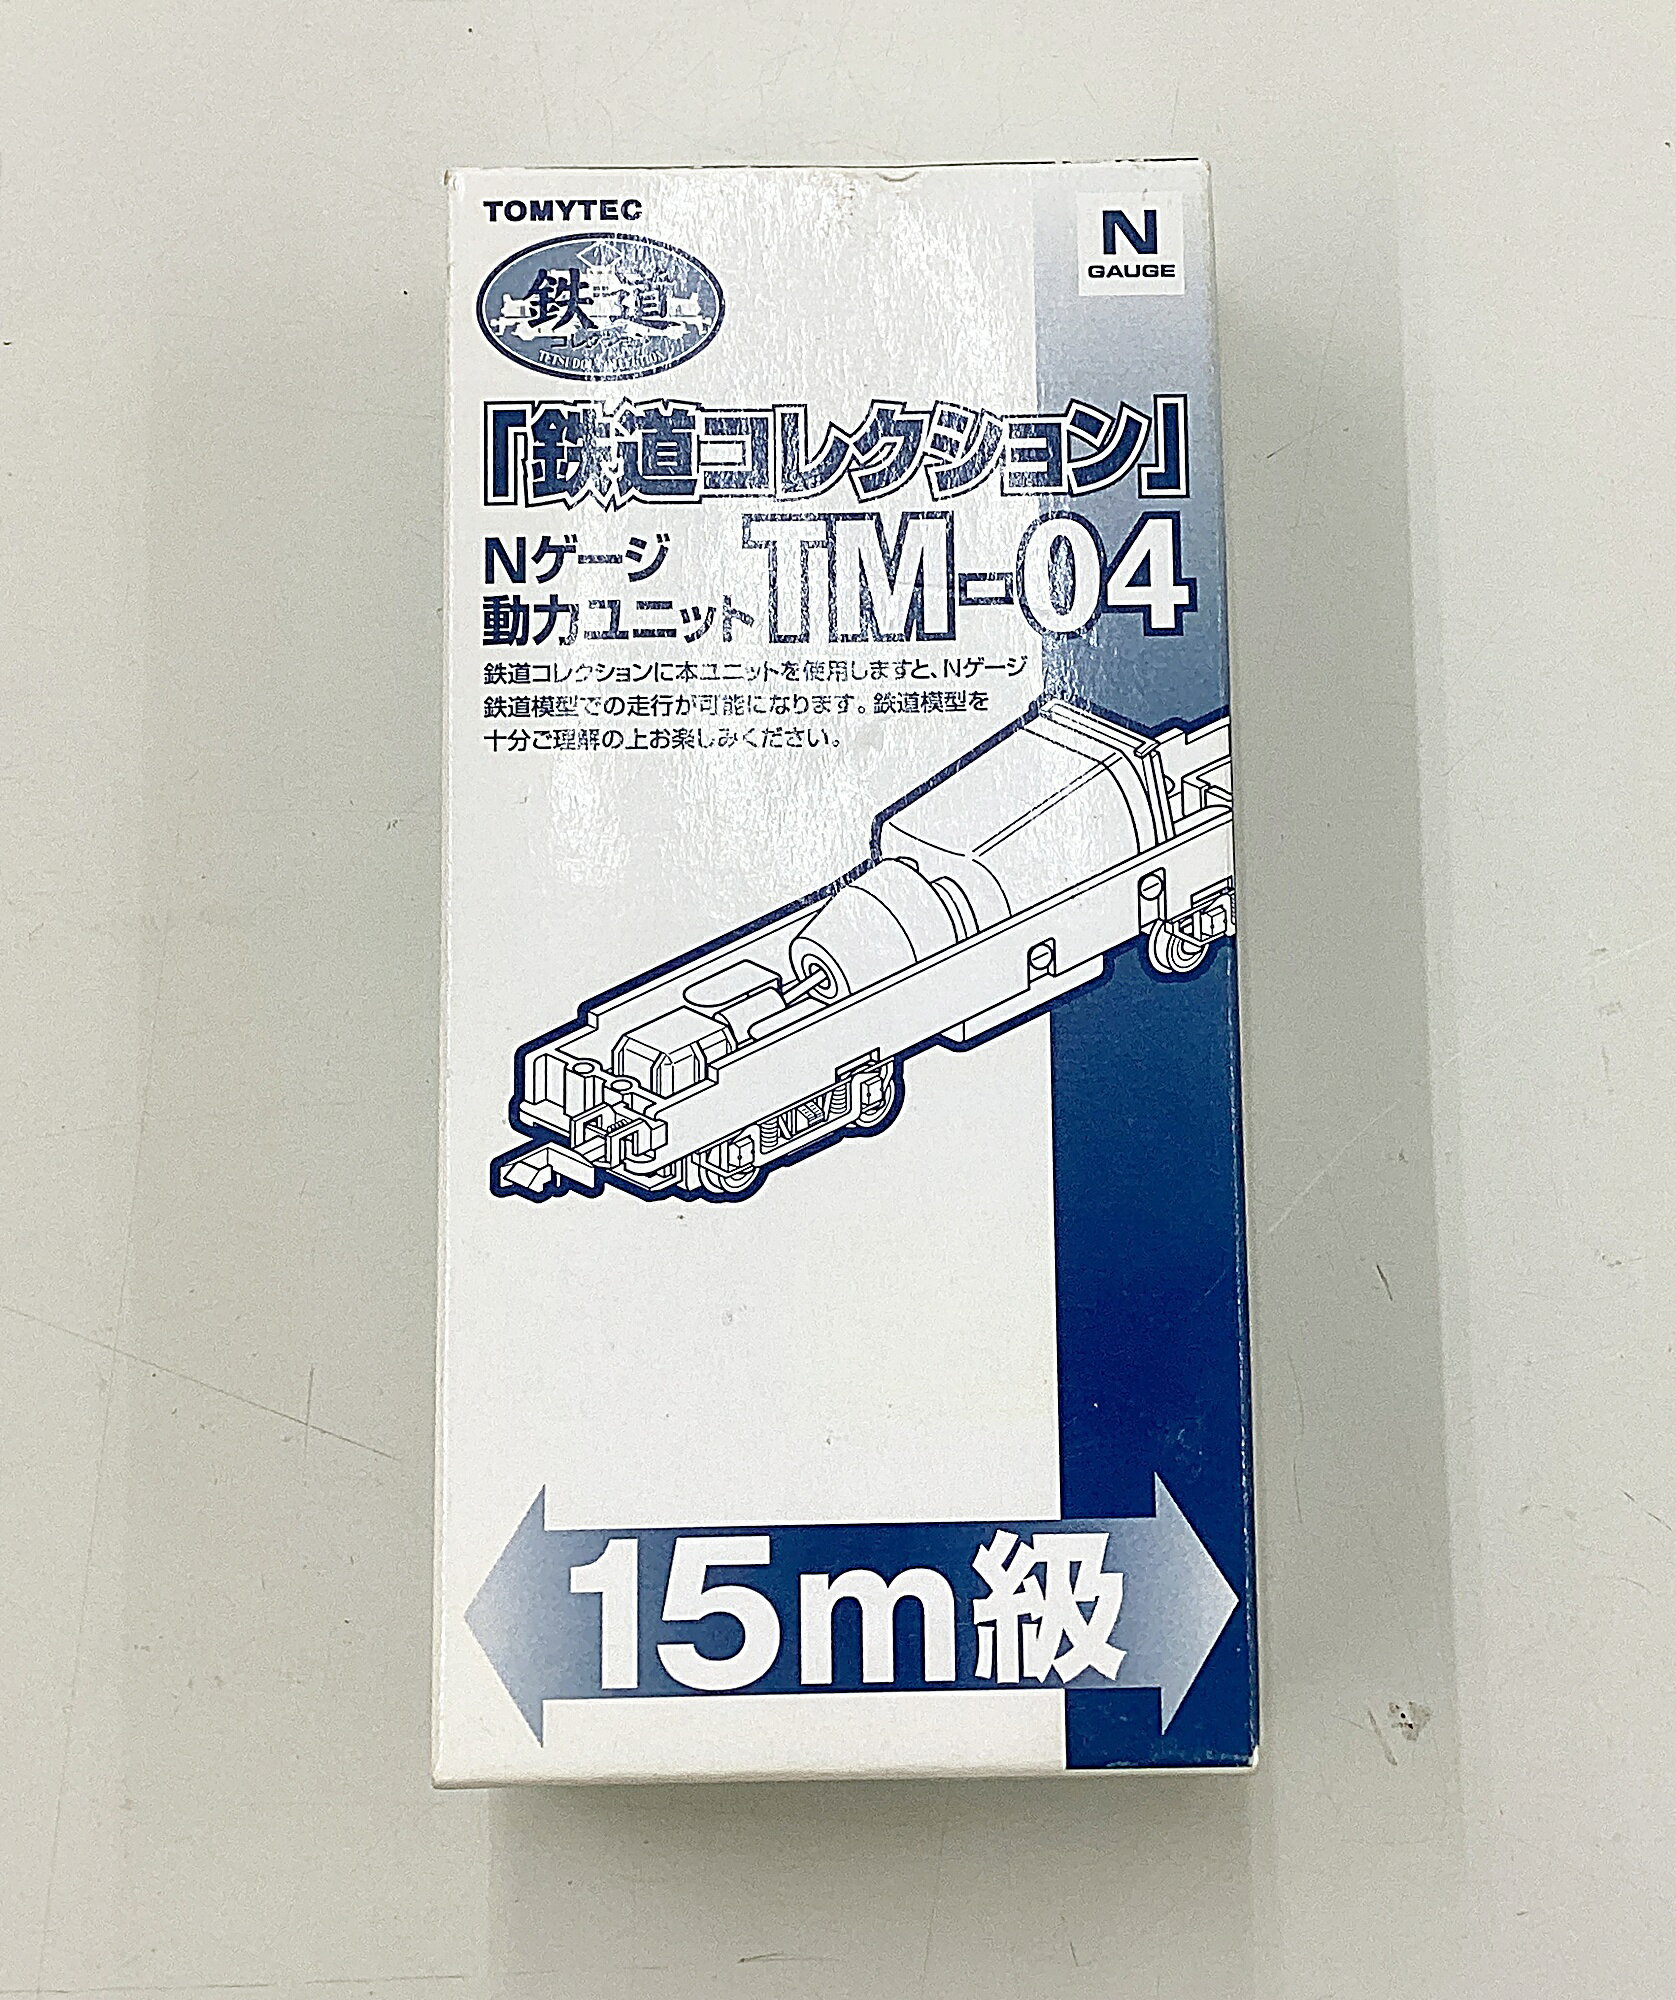 TOMYTEC
N
GAUGE
鉄道
コレクション
TETSUDOU COLLECTION
「鉄道コレクション」
Nゲージ
動力ユニット
TM-04
鉄道コレクションに本ユニットを使用しますと、Nゲージ
鉄道模型での走行が可能になります。鉄道模型を
十分ご理解の上お楽しみください。
15m級